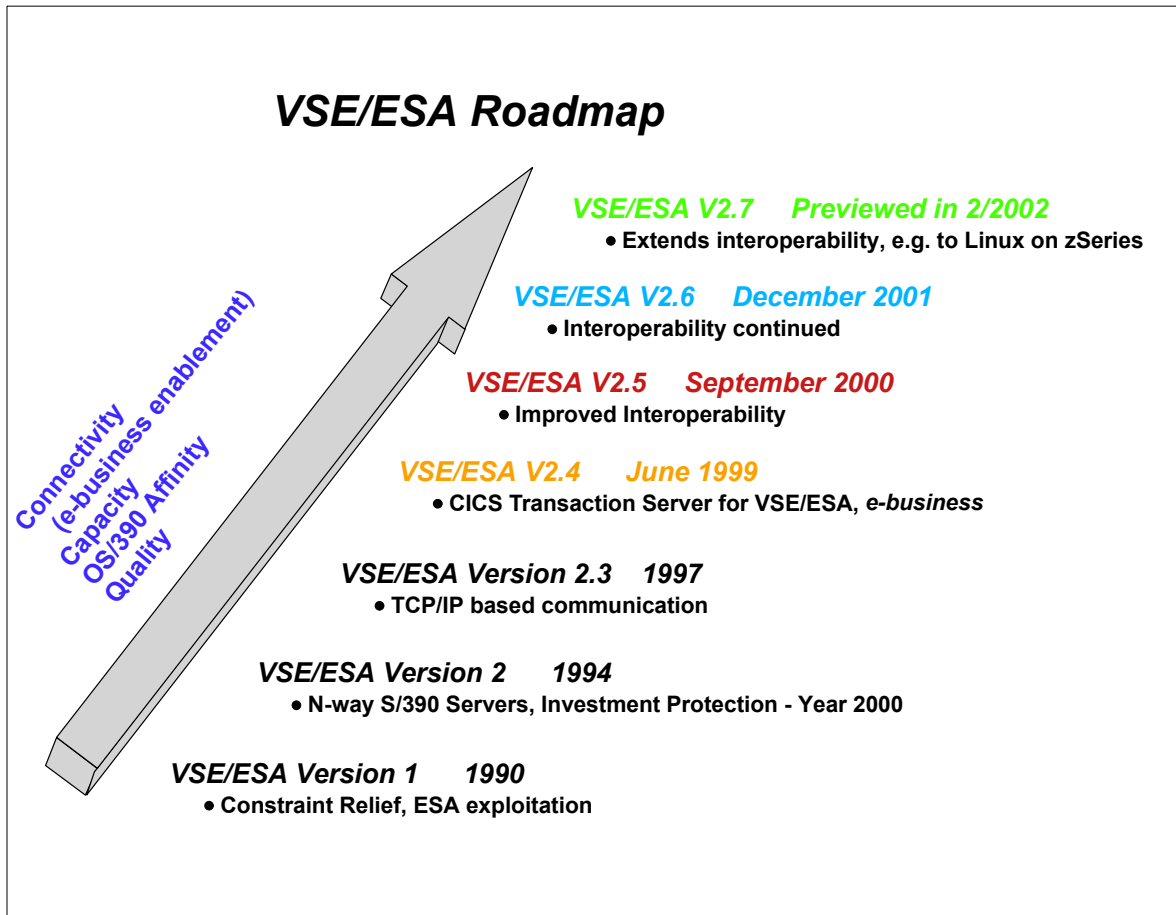 VSE/ESA Roadmap
VSE/ESA V2.7 Previewed in 2/2002
• Extends interoperability, e.g. to Linux on zSeries
VSE/ESA V2.6 December 2001
• Interoperability continued
VSE/ESA V2.5 September 2000
• Improved Interoperability
VSE/ESA V2.4 June 1999
• CICS Transaction Server for VSE/ESA, e-business
VSE/ESA Version 2.3 1997
• TCP/IP based communication
VSE/ESA Version 2 1994
• N-way S/390 Servers, Investment Protection - Year 2000
VSE/ESA Version 1 1990
• Constraint Relief, ESA exploitation
Connectivity
(e-business enablement)
Capacity
OS/390 Affinity
Quality